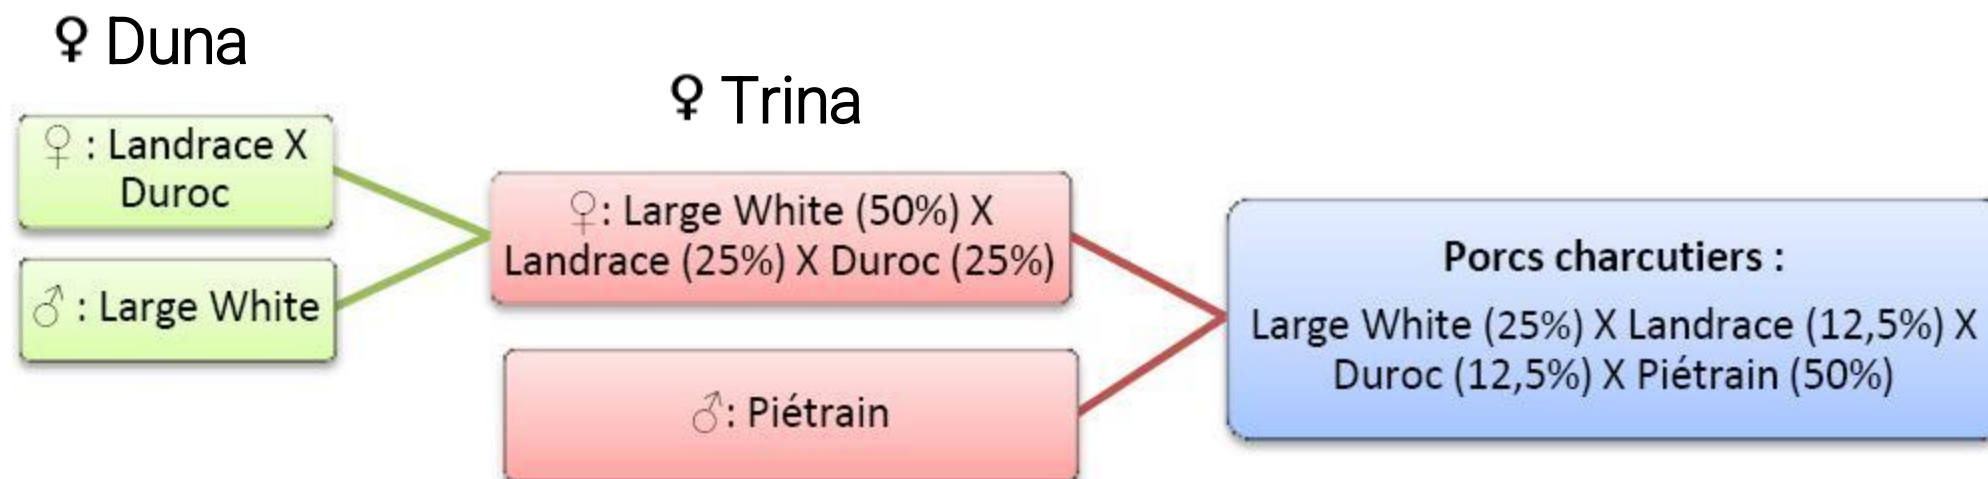 ♀ Duna
♀ : Landrace X
Duroc
♂ : Large White
♀ Trina
♀: Large White (50%) X
Landrace (25%) X Duroc (25%)
♂: Piétrain
Porcs charcutiers :
Large White (25%) X Landrace (12,5%) X
Duroc (12,5%) X Piétrain (50%)